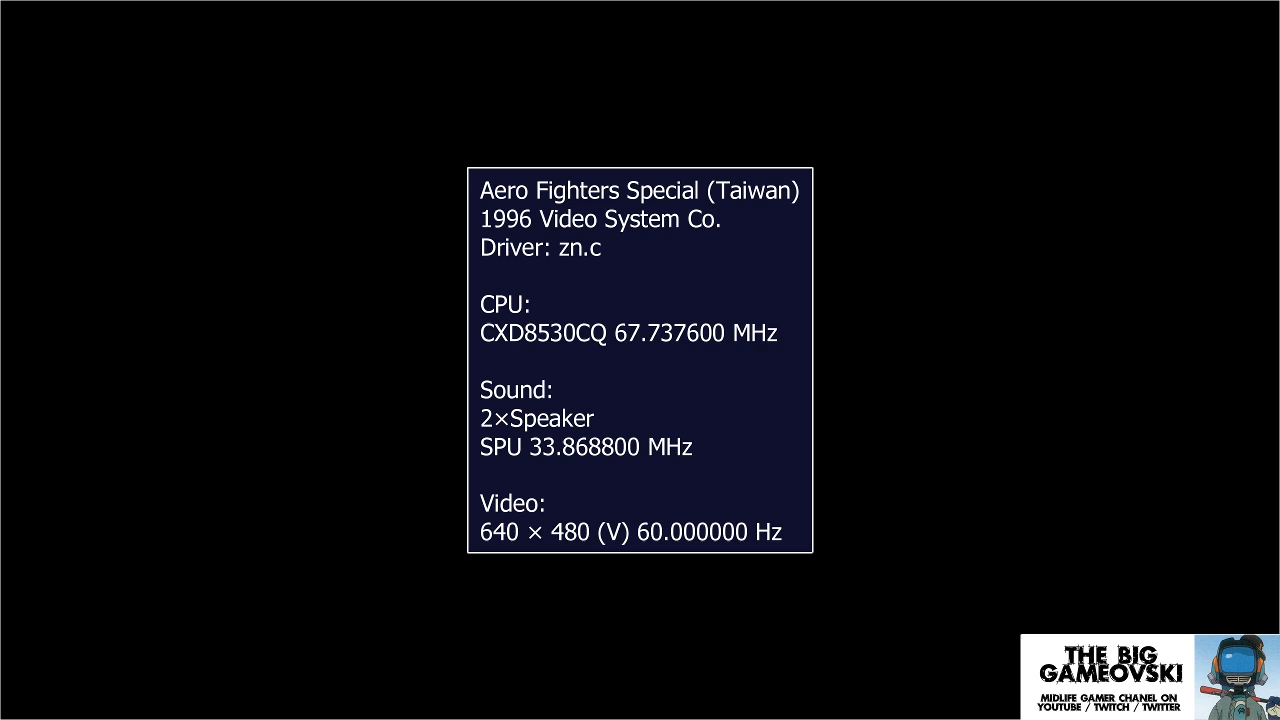 Aero Fighters Special (Taiwan)
1996 Video System Co.
Driver: zn.c
CPU:
CXD8530CQ 67.737600 MHz
Sound:
2×Speaker
SPU 33.868800 MHz
Video:
640 × 480 (V) 60.000000 Hz
THE BIG
GAMEOVSKI
MIDLIFE GAMER CHANEL ON
YOUTUBE / TWITCH / TWITTER